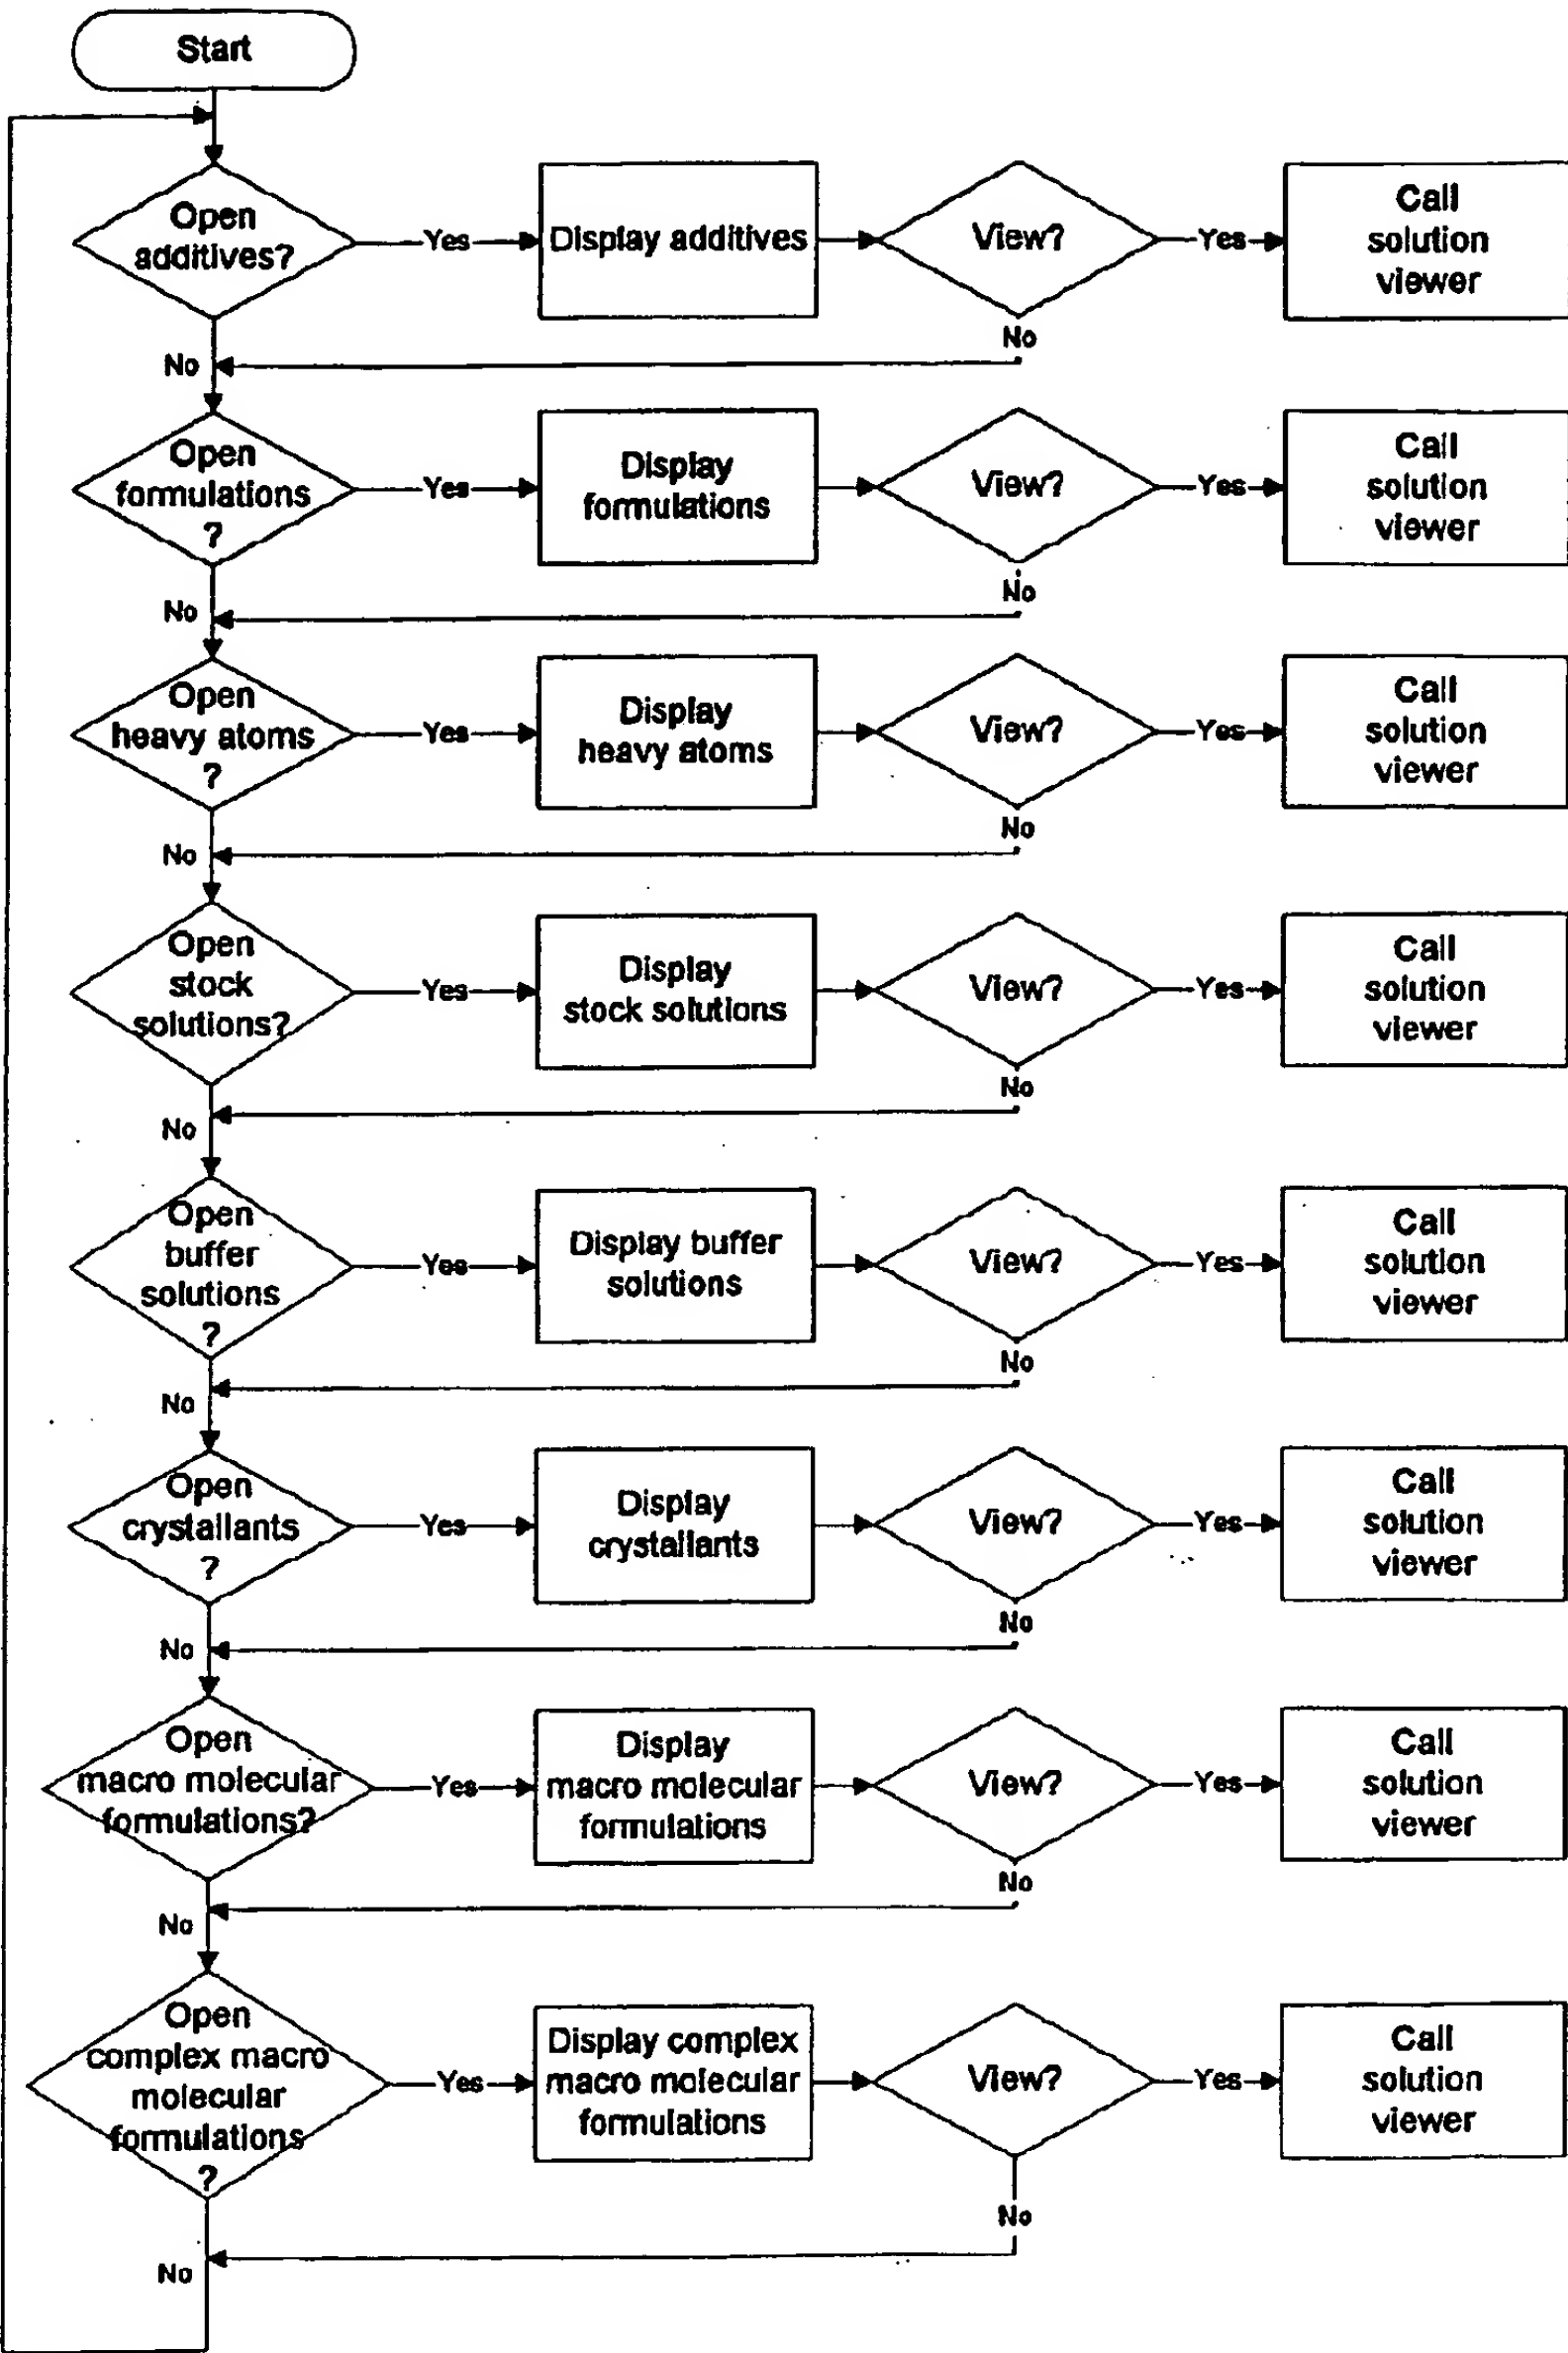 Start
Open
additives?
Yes
Display additives
View?
Yes
Call
solution
viewer
No
No
Open
formulations
?
Yes
Display
formulations
View?
Yes
Call
solution
viewer
No
No
Open
heavy atoms
?
Yes
Display
heavy atoms
View?
Yes
Call
solution
viewer
No
No
Open
stock
solutions?
Yes
Display
stock solutions
View?
Yes
Call
solution
viewer
No
No
Open
buffer
solutions
?
Yes
Display buffer
solutions
View?
Yes
Call
solution
viewer
No
No
Open
crystallants
?
Yes
Display
crystallants
View?
Yes
Call
solution
viewer
No
No
Open
macro molecular
formulations?
Yes
Display
macro molecular
formulations
View?
Yes
Call
solution
viewer
No
No
Open
complex macro
molecular
formulations
?
Yes
Display complex
macro molecular
formulations
View?
Yes
Call
solution
viewer
No
No